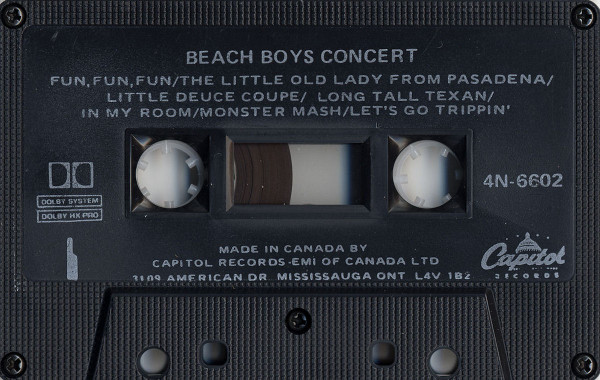 BEACH BOYS CONCERT
FUN,FUN,FUN/THE LITTLE OLD LADY FROM PASADENA/
LITTLE DEUCE COUPE/ LONG TALL TEXAN/
IN MY ROOM/MONSTER MASH/LET'S GO TRIPPIN'
DOLBY SYSTEM
DOLBY HX PRO
4N-6602
MADE IN CANADA BY
CAPITOL RECORDS-EMI OF CANADA LTD
3109 AMERICAN DR. MISSISSAUGA ONT L4V 1B2
Capitol
RECORDS